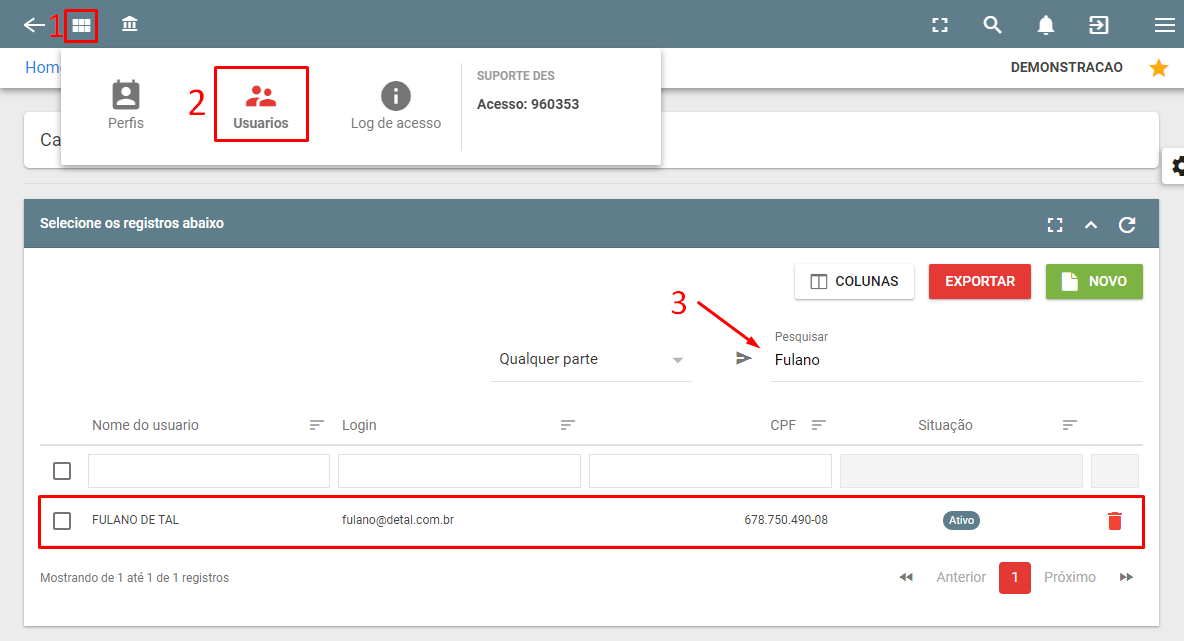 1
Home
DEMONSTRACAO
2
Perfis
Usuarios
Log de acesso
SUPORTE DES
Acesso: 960353
Ca
Selecione os registros abaixo
COLUNAS
EXPORTAR
NOVO
3
Pesquisar
Qualquer parte
Fulano
Nome do usuario
Login
CPF
Situação
FULANO DE TAL
fulano@detal.com.br
678.750.490-08
Ativo
Mostrando de 1 até 1 de 1 registros
Anterior
1
Próximo